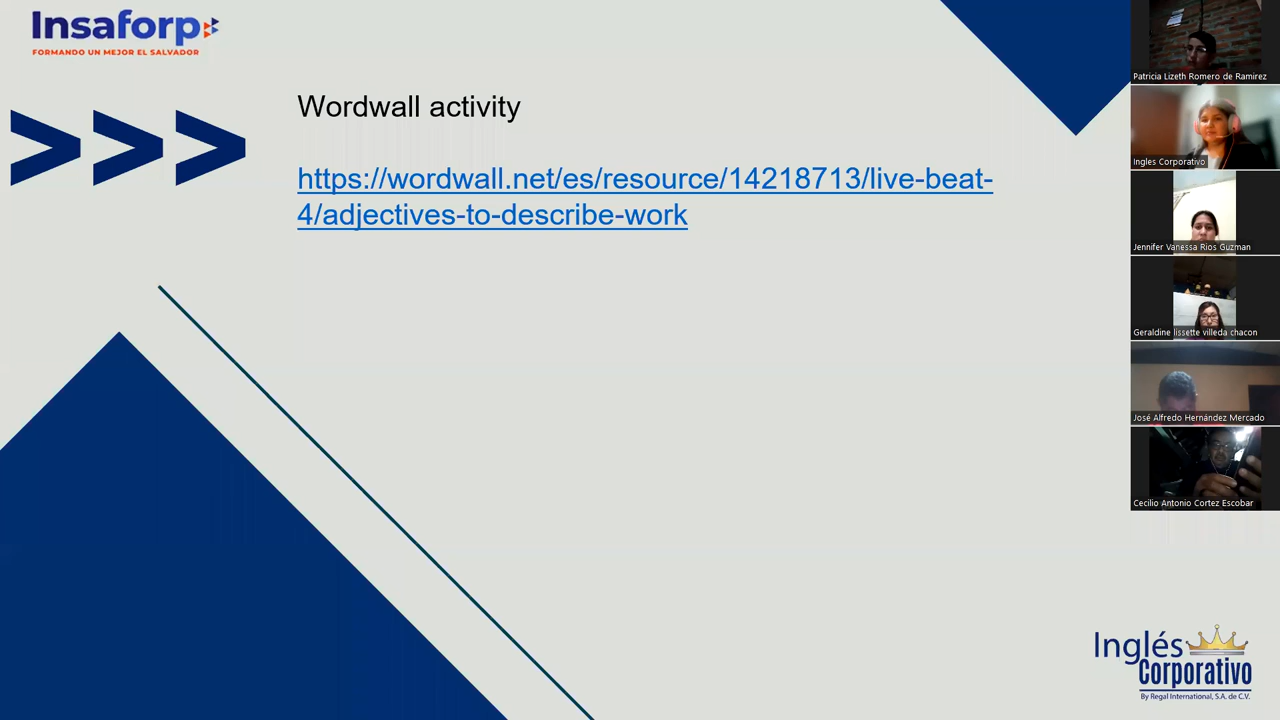 Insaforp
FORMANDO UN MEJOR EL SALVADOR
>>>
Wordwall activity
https://wordwall.net/es/resource/14218713/live-beat-
4/adjectives-to-describe-work
Patricia Lizeth Romero de Ramirez
Ingles Corporativo
Jennifer Vanessa Rios Guzman
Geraldine lissette villeda chacon
José Alfredo Hernández Mercado
Cecilio Antonio Cortez Escobar
Inglés
Corporativo
By Regal International, S.A. de C.V.